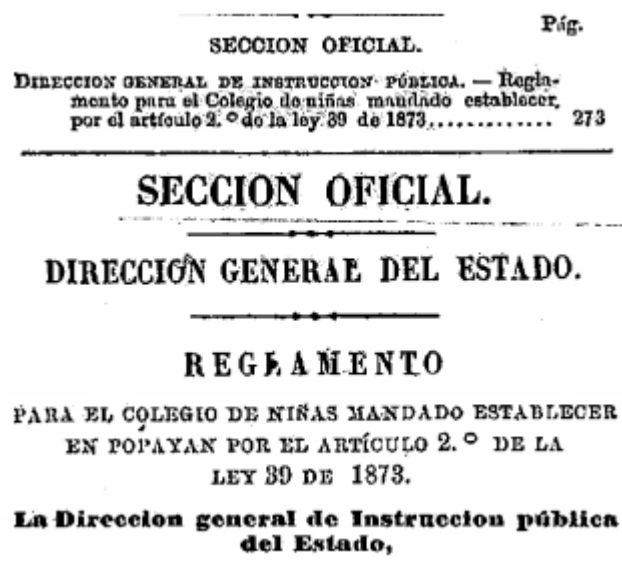 Pág.
SECCION OFICIAL.
DIRECCION GENERAL DE INSTRUCCION PÚBLICA. — Regla-
mento para el Colegio de niñas mandado establecer,
por el artículo 2.º de la ley 39 de 1873.............. 273
SECCION OFICIAL.
DIRECCION GENERAL DEL ESTADO.
REGLAMENTO
PARA EL COLEGIO DE NIÑAS MANDADO ESTABLECER
EN POPAYAN POR EL ARTÍCULO 2.º DE LA
LEY 39 DE 1873.
La Direccion general de Instruccion pública
del Estado,